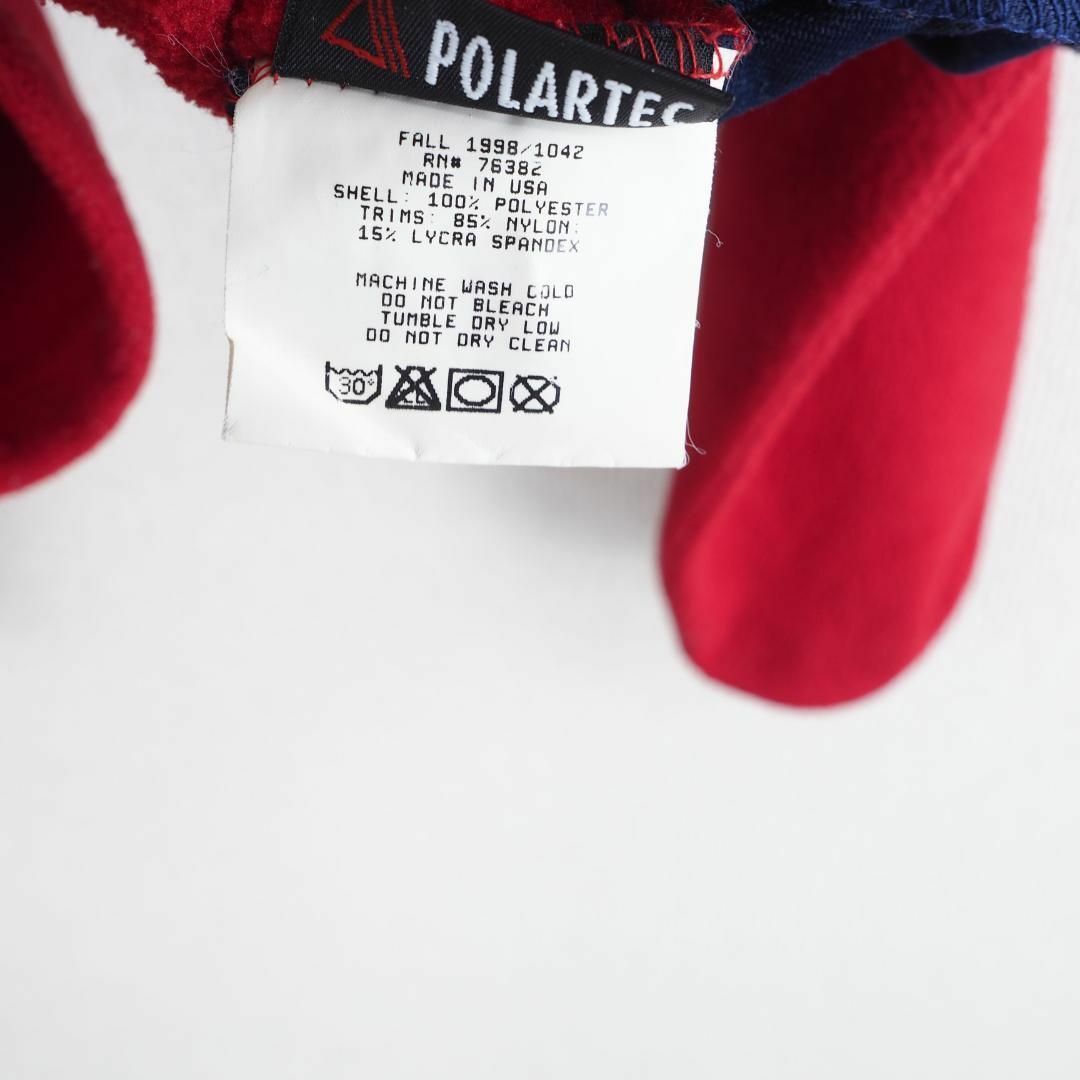 POLARTEC
FALL 1998/1042
RN# 76382
MADE IN USA
SHELL: 100% POLYESTER
TRIMS: 85% NYLON:
15% LYCRA SPANDEX
MACHINE WASH COLD
DO NOT BLEACH
TUMBLE DRY LOW
DO NOT DRY CLEAN
30°